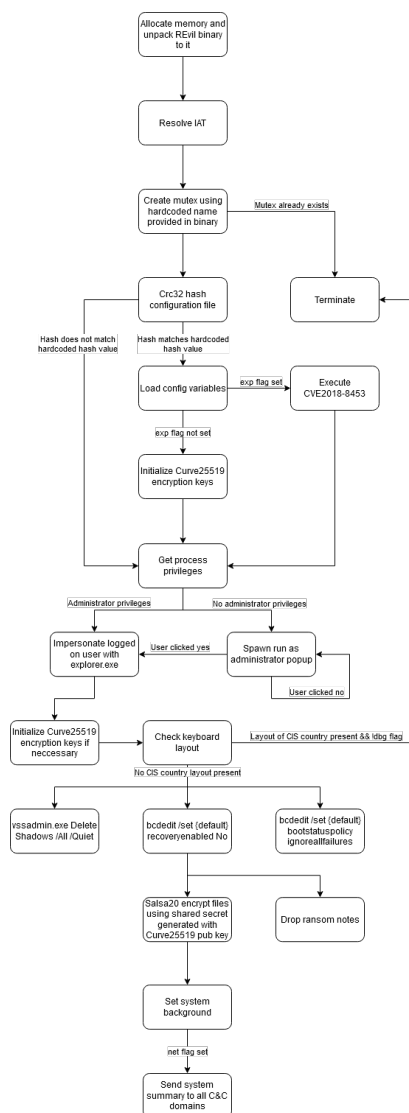 Allocate memory and
unpack REvil binary
to it
Resolve IAT
Create mutex using
hardcoded name
provided in binary
Mutex already exists
Crc32 hash
configuration file
Terminate
Hash does not match
hardcoded hash value
Hash matches hardcoded
hash value
Load config variables
exp flag set
Execute
CVE2018-8453
exp flag not set
Initialize Curve25519
encryption keys
Get process
privileges
Administrator privileges
No administrator privileges
Impersonate logged
on user with
explorer.exe
User clicked yes
Spawn run as
administrator popup
User clicked no
Initialize Curve25519
encryption keys if
neccessary
Check keyboard
layout
Layout of CIS country present && !dbg flag
No CIS country layout present
vssadmin.exe Delete
Shadows /All /Quiet
bcdedit /set {default}
recoveryenabled No
bcdedit /set {default}
bootstatuspolicy
ignoreallfailures
Salsa20 encrypt files
using shared secret
generated with
Curve25519 pub key
Drop ransom notes
Set system
background
net flag set
Send system
summary to all C&C
domains